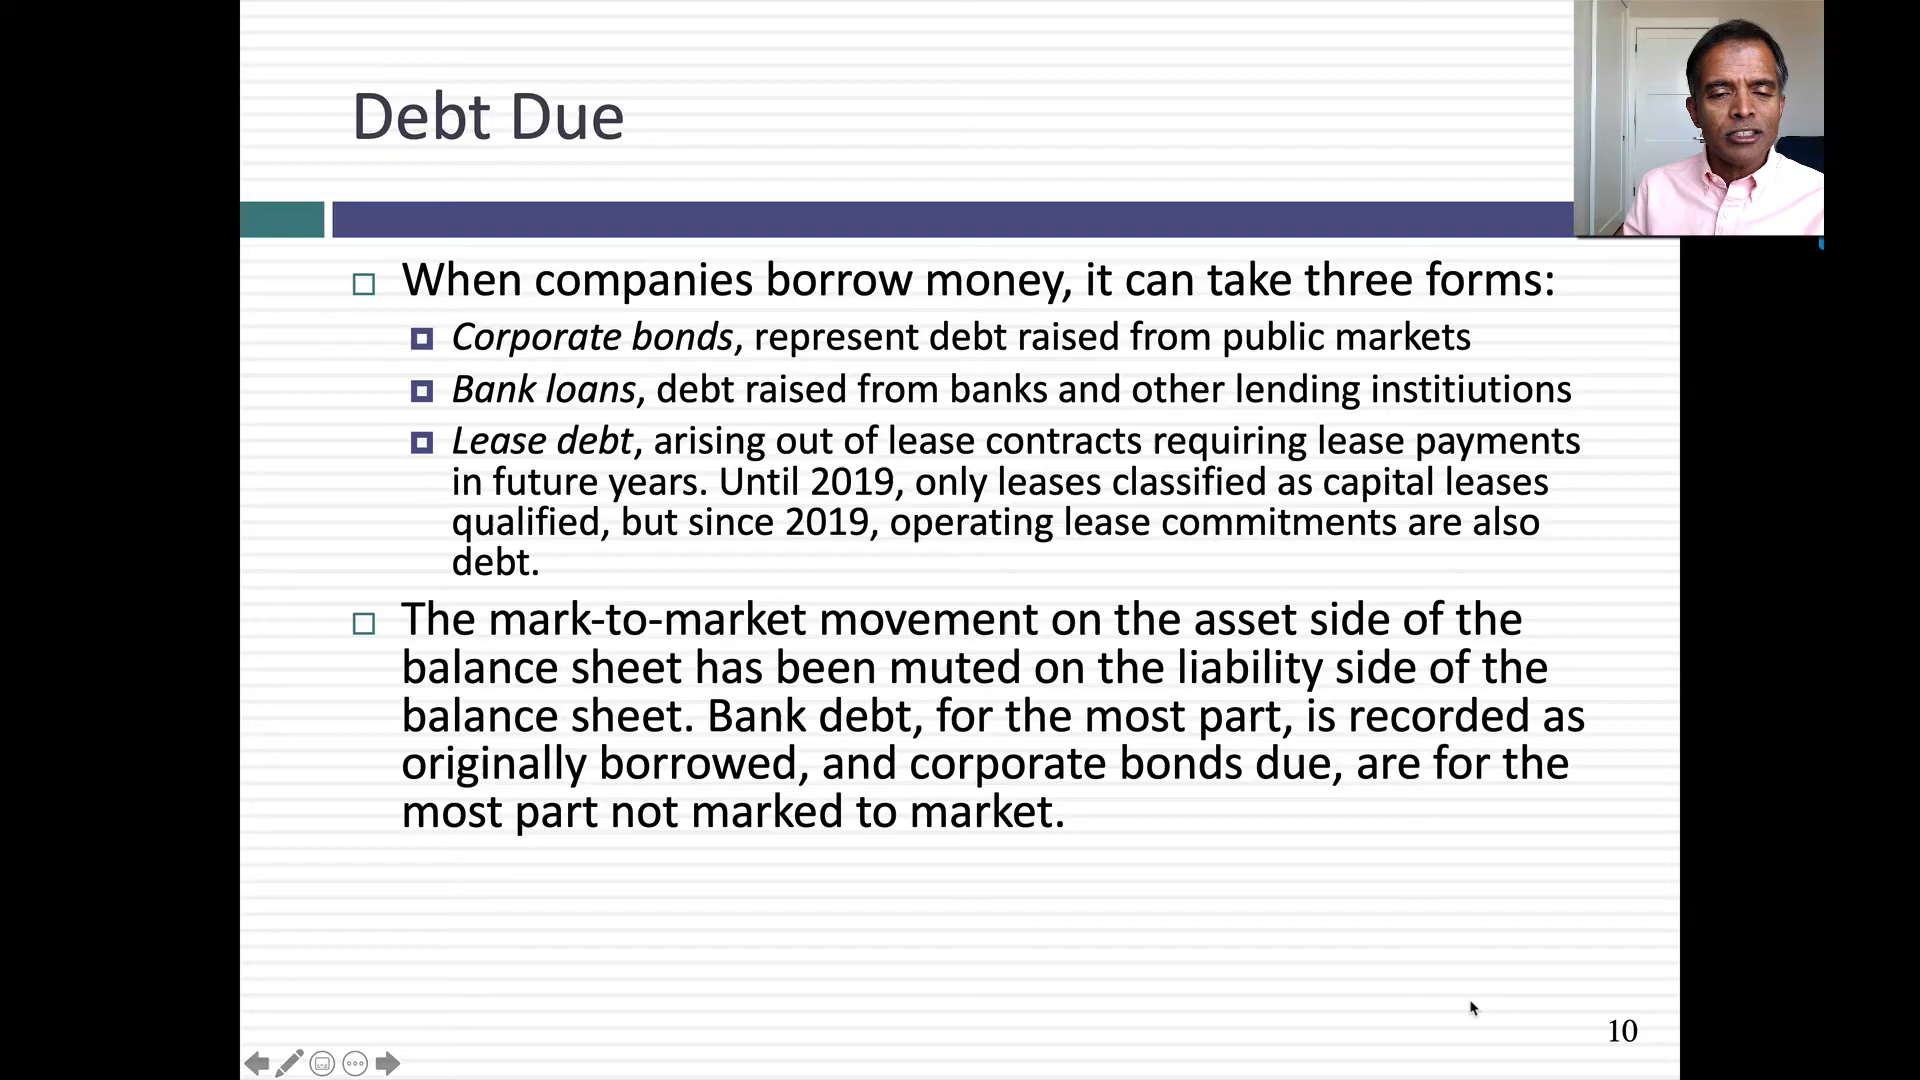 Debt Due
When companies borrow money, it can take three forms:
Corporate bonds, represent debt raised from public markets
Bank loans, debt raised from banks and other lending institiutions
Lease debt, arising out of lease contracts requiring lease payments
in future years. Until 2019, only leases classified as capital leases
qualified, but since 2019, operating lease commitments are also
debt.
The mark-to-market movement on the asset side of the
balance sheet has been muted on the liability side of the
balance sheet. Bank debt, for the most part, is recorded as
originally borrowed, and corporate bonds due, are for the
most part not marked to market.
10